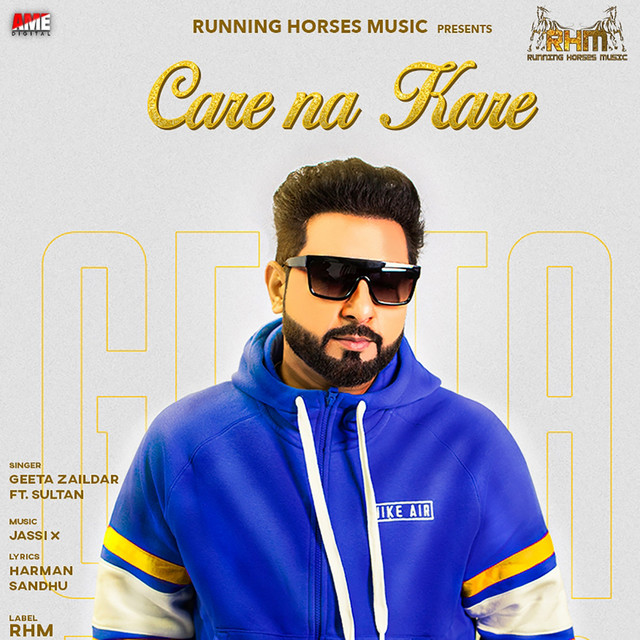 AME
DIGITAL
RUNNING HORSES MUSIC PRESENTS
RHM
RUNNING HORSES MUSIC
Care na Kare
GEETA
SINGER
GEETA ZAILDAR
FT. SULTAN
MUSIC
JASSI X
LYRICS
HARMAN
SANDHU
LABEL
RHM
NIKE AIR